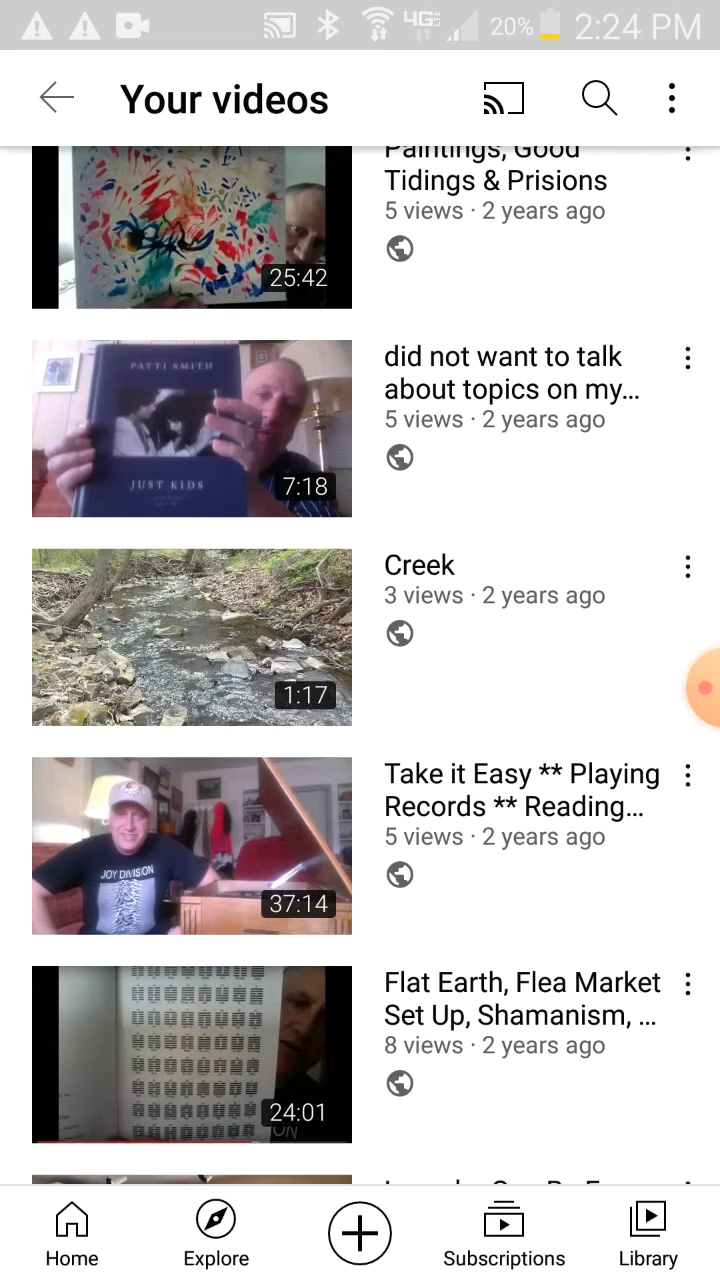 4G 20% 2:24 PM
Your videos
Paintings, Good
Tidings & Prisions
5 views · 2 years ago
25:42
PATTI SMITH
JUST KIDS
7:18
did not want to talk
about topics on my...
5 views · 2 years ago
Creek
3 views · 2 years ago
1:17
Take it Easy ** Playing
Records ** Reading...
5 views · 2 years ago
JOY DIVISION
37:14
Flat Earth, Flea Market
Set Up, Shamanism, ...
8 views · 2 years ago
24:01
ON
Home
Explore
Subscriptions
Library